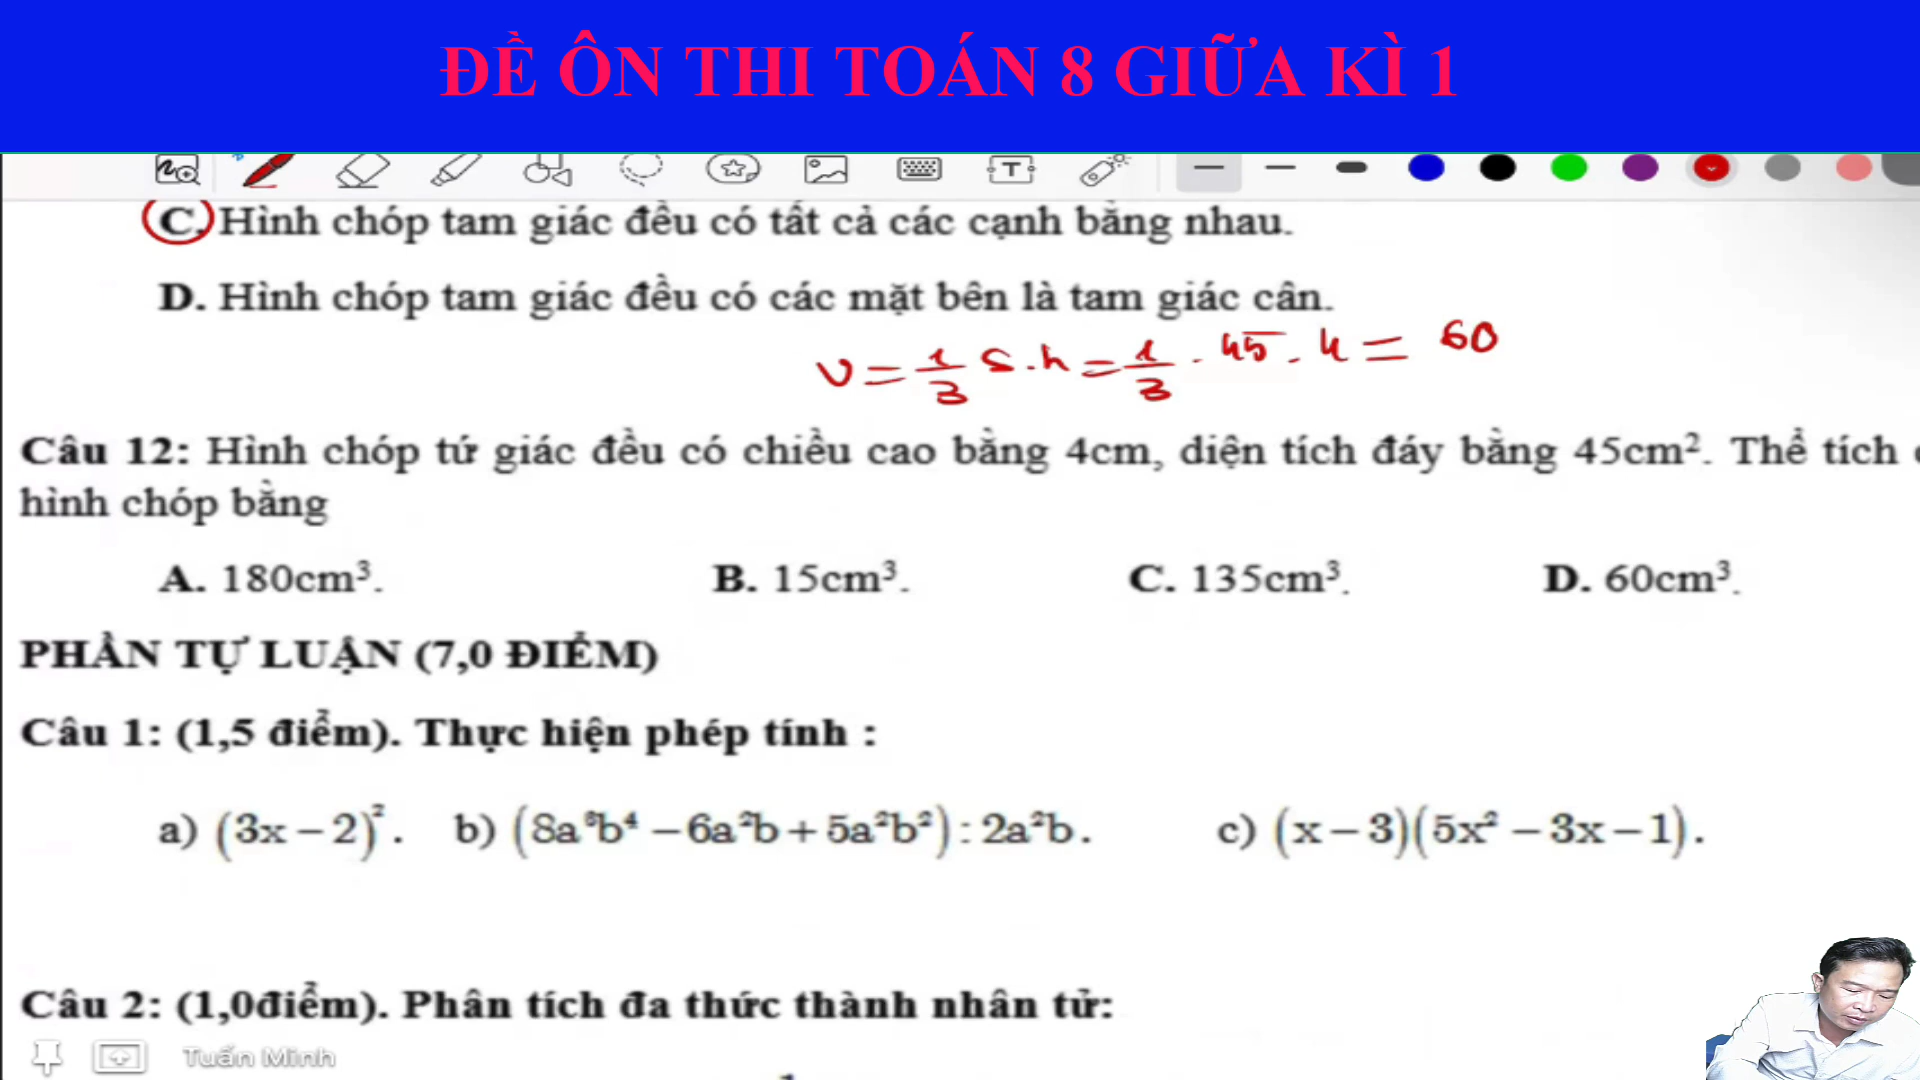 ĐỀ ÔN THI TOÁN 8 GIỮA KÌ 1
C. Hình chóp tam giác đều có tất cả các cạnh bằng nhau.
D. Hình chóp tam giác đều có các mặt bên là tam giác cân.
V = 1/3 S.h = 1/3 . 45 . 4 = 60
Câu 12: Hình chóp tứ giác đều có chiều cao bằng 4cm, diện tích đáy bằng 45cm². Thể tích
hình chóp bằng
A. 180cm³. B. 15cm³. C. 135cm³. D. 60cm³.
PHẦN TỰ LUẬN (7,0 ĐIỂM)
Câu 1: (1,5 điểm). Thực hiện phép tính :
a) (3x − 2)². b) (8a³b⁴ − 6a²b + 5a²b²) : 2a²b. c) (x − 3)(5x² − 3x − 1).
Câu 2: (1,0điểm). Phân tích đa thức thành nhân tử:
Tuấn Minh